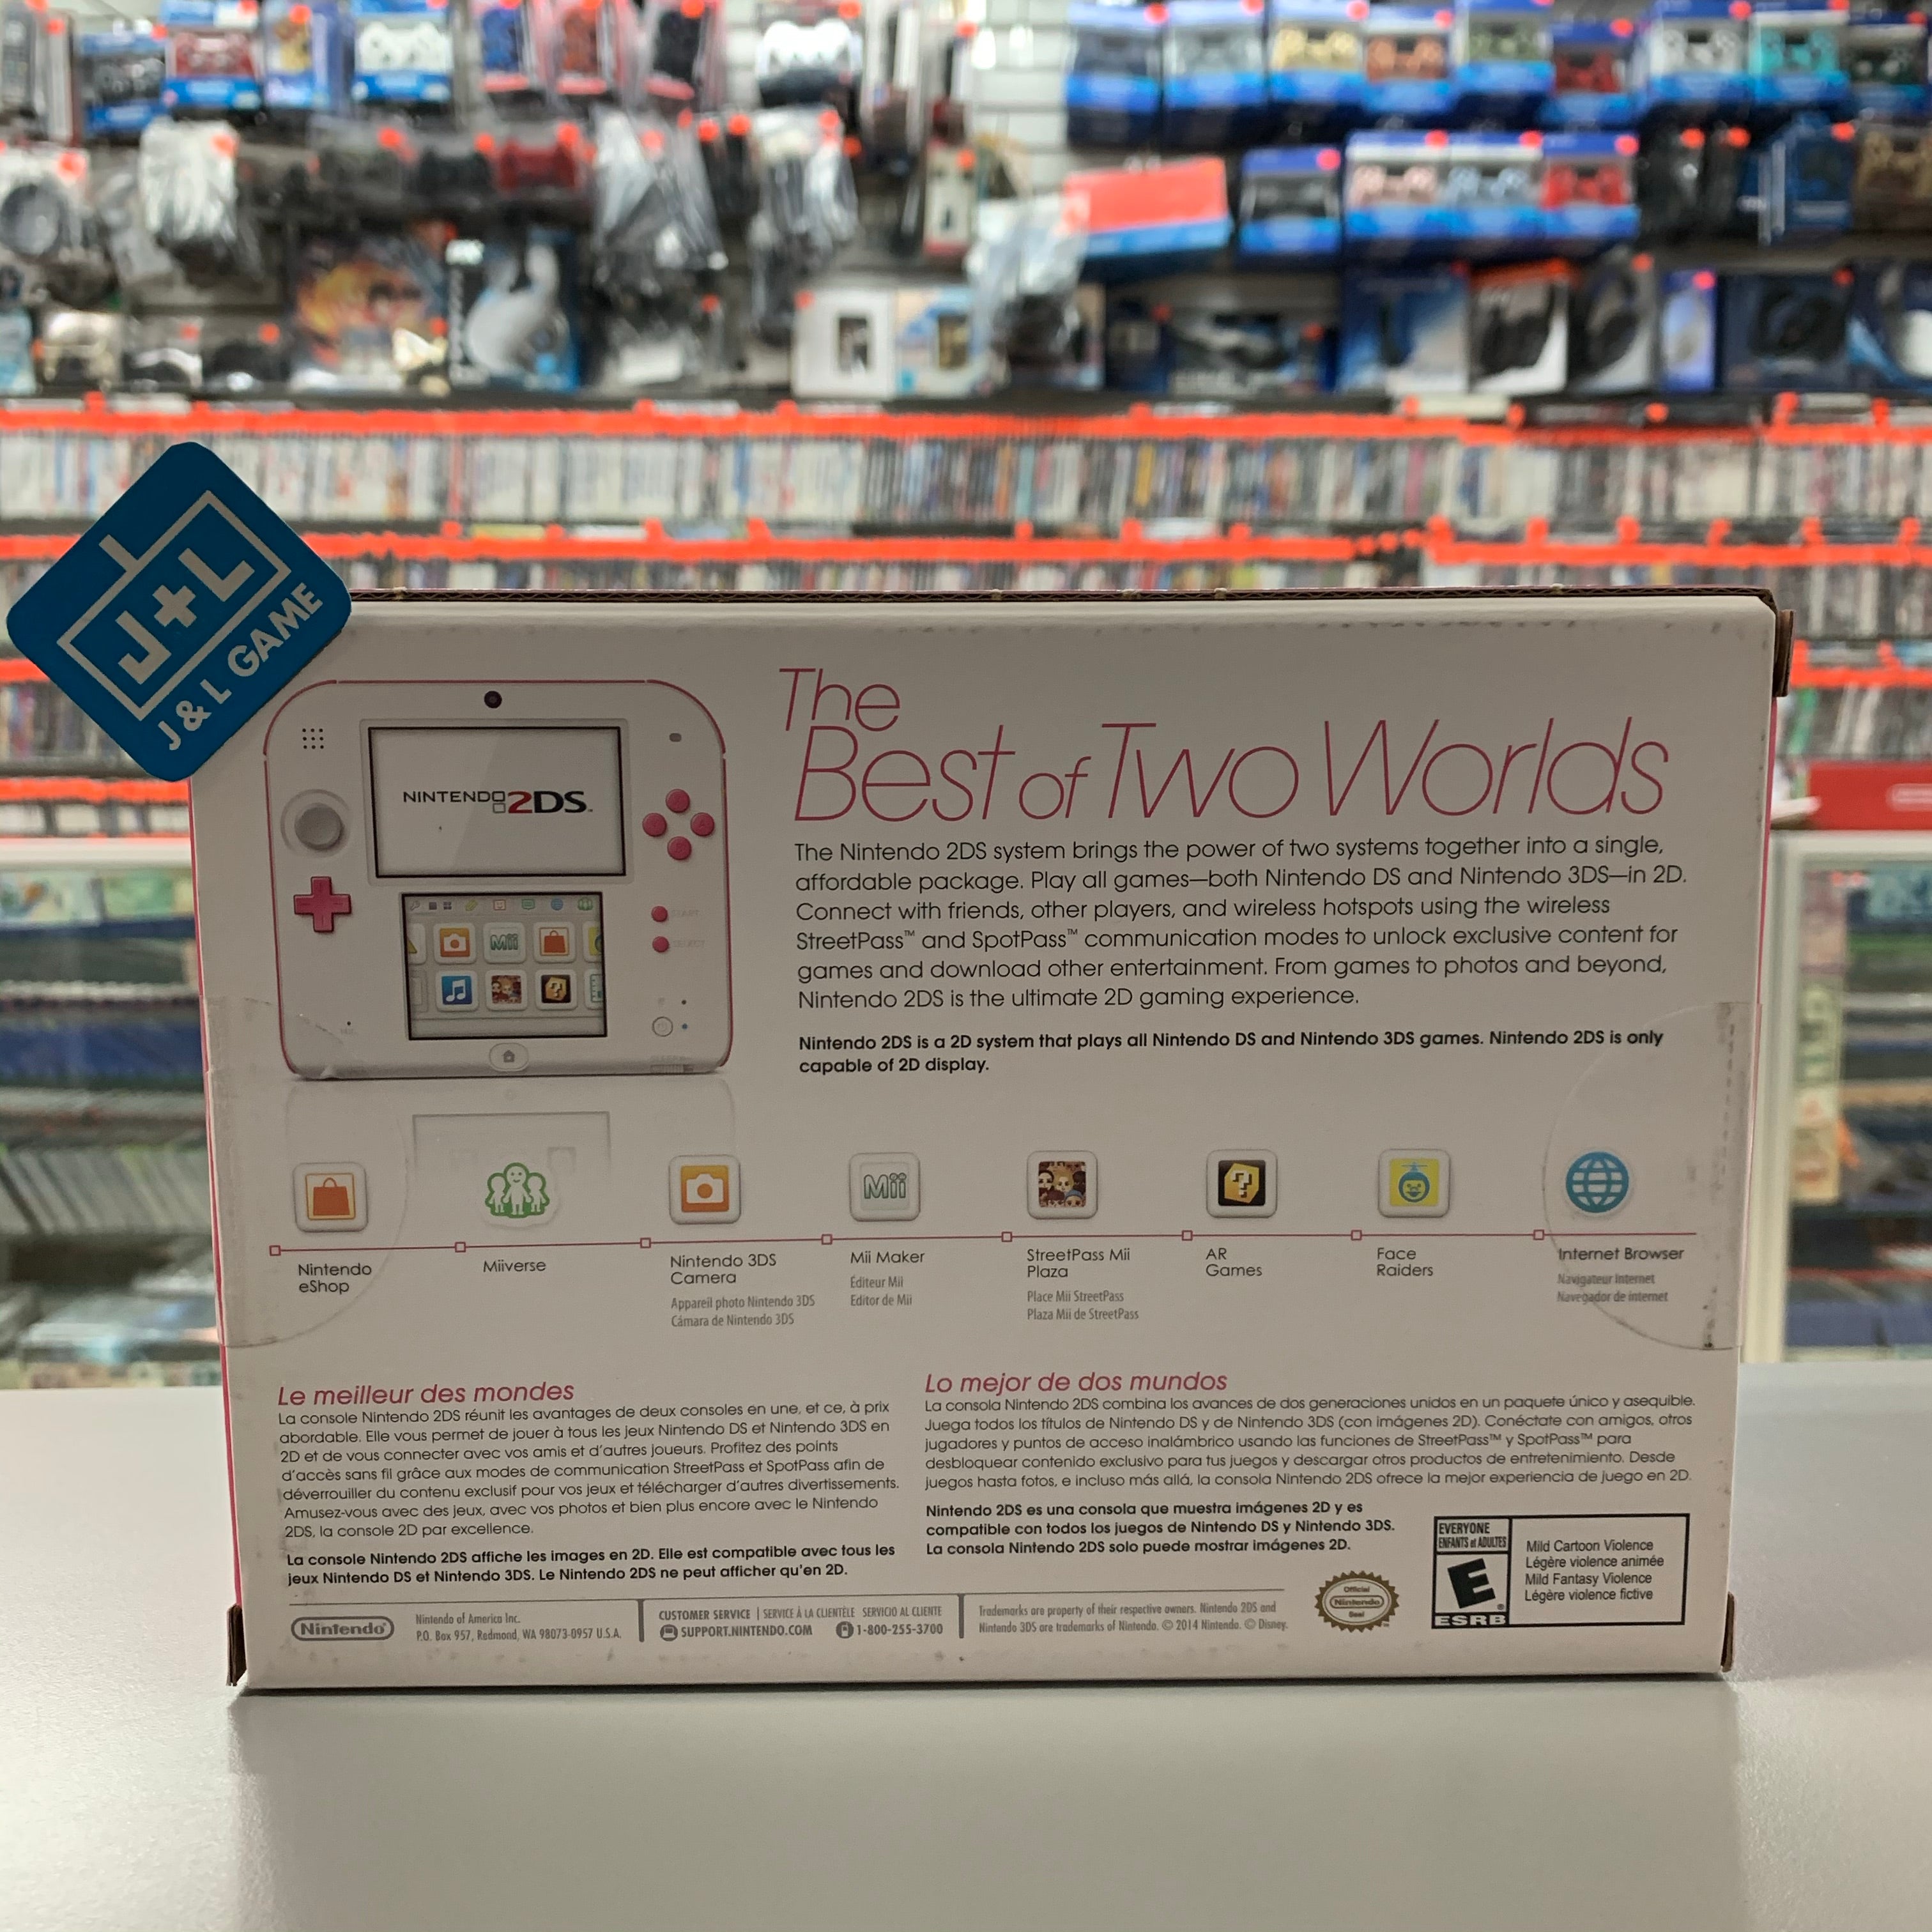 J+L
J & L GAME
NINTENDO 2DS™
Mii
The
Best of Two Worlds
The Nintendo 2DS system brings the power of two systems together into a single,
affordable package. Play all games—both Nintendo DS and Nintendo 3DS—in 2D.
Connect with friends, other players, and wireless hotspots using the wireless
StreetPass™ and SpotPass™ communication modes to unlock exclusive content for
games and download other entertainment. From games to photos and beyond,
Nintendo 2DS is the ultimate 2D gaming experience.
Nintendo 2DS is a 2D system that plays all Nintendo DS and Nintendo 3DS games. Nintendo 2DS is only
capable of 2D display.
Mii
Nintendo
eShop
Miiverse
Nintendo 3DS
Camera
Appareil photo Nintendo 3DS
Cámara de Nintendo 3DS
Mii Maker
Éditeur Mii
Editor de Mii
StreetPass Mii
Plaza
Place Mii StreetPass
Plaza Mii de StreetPass
AR
Games
Face
Raiders
Internet Browser
Navigateur Internet
Navegador de internet
Le meilleur des mondes
La console Nintendo 2DS réunit les avantages de deux consoles en une, et ce, à prix
abordable. Elle vous permet de jouer à tous les jeux Nintendo DS et Nintendo 3DS en
2D et de vous connecter avec vos amis et d'autres joueurs. Profitez des points
d'accès sans fil grâce aux modes de communication StreetPass et SpotPass afin de
déverrouiller du contenu exclusif pour vos jeux et télécharger d'autres divertissements.
Amusez-vous avec des jeux, avec vos photos et bien plus encore avec le Nintendo
2DS, la console 2D par excellence.
La console Nintendo 2DS affiche les images en 2D. Elle est compatible avec tous les
jeux Nintendo DS et Nintendo 3DS. Le Nintendo 2DS ne peut afficher qu'en 2D.
Lo mejor de dos mundos
La consola Nintendo 2DS combina los avances de dos generaciones unidos en un paquete único y asequible.
Juega todos los títulos de Nintendo DS y de Nintendo 3DS (con imágenes 2D). Conéctate con amigos, otros
jugadores y puntos de acceso inalámbrico usando las funciones de StreetPass™ y SpotPass™ para
desbloquear contenido exclusivo para tus juegos y descargar otros productos de entretenimiento. Desde
juegos hasta fotos, e incluso más allá, la consola Nintendo 2DS ofrece la mejor experiencia de juego en 2D.
Nintendo 2DS es una consola que muestra imágenes 2D y es
compatible con todos los juegos de Nintendo DS y Nintendo 3DS.
La consola Nintendo 2DS solo puede mostrar imágenes 2D.
Nintendo®
Nintendo of America Inc.
P.O. Box 957, Redmond, WA 98073-0957 U.S.A.
CUSTOMER SERVICE | SERVICE À LA CLIENTÈLE SERVICIO AL CLIENTE
SUPPORT.NINTENDO.COM 1-800-255-3700
Trademarks are property of their respective owners. Nintendo 2DS and
Nintendo 3DS are trademarks of Nintendo. © 2014 Nintendo. © Disney.
Official
Nintendo
Seal
EVERYONE
ENFANTS et ADULTES
E
ESRB
Mild Cartoon Violence
Légère violence animée
Mild Fantasy Violence
Légère violence fictive